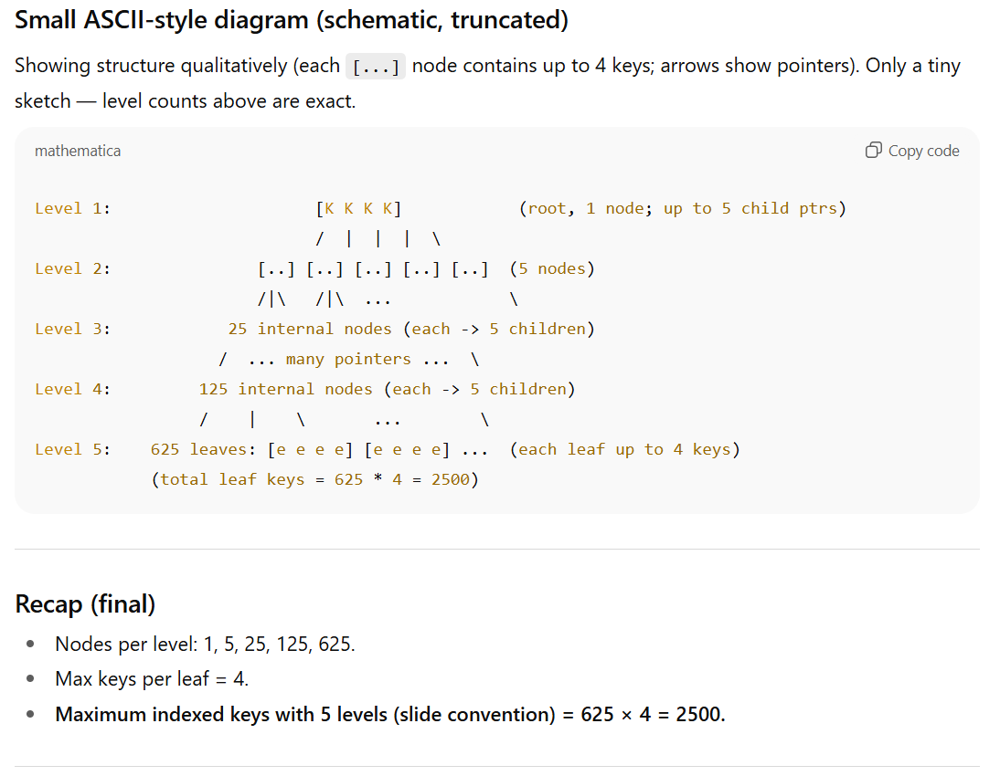 Small ASCII-style diagram (schematic, truncated)
Showing structure qualitatively (each [...] node contains up to 4 keys; arrows show pointers). Only a tiny
sketch — level counts above are exact.
mathematica
Copy code
Level 1:                     [K K K K]            (root, 1 node; up to 5 child ptrs)
                             /  |  |  |  \
Level 2:               [..] [..] [..] [..] [..]  (5 nodes)
                       /|\   /|\  ...            \
Level 3:            25 internal nodes (each -> 5 children)
                   /  ... many pointers ...  \
Level 4:         125 internal nodes (each -> 5 children)
                 /    |    \       ...        \
Level 5:    625 leaves: [e e e e] [e e e e] ...  (each leaf up to 4 keys)
            (total leaf keys = 625 * 4 = 2500)
Recap (final)
• Nodes per level: 1, 5, 25, 125, 625.
• Max keys per leaf = 4.
• Maximum indexed keys with 5 levels (slide convention) = 625 × 4 = 2500.